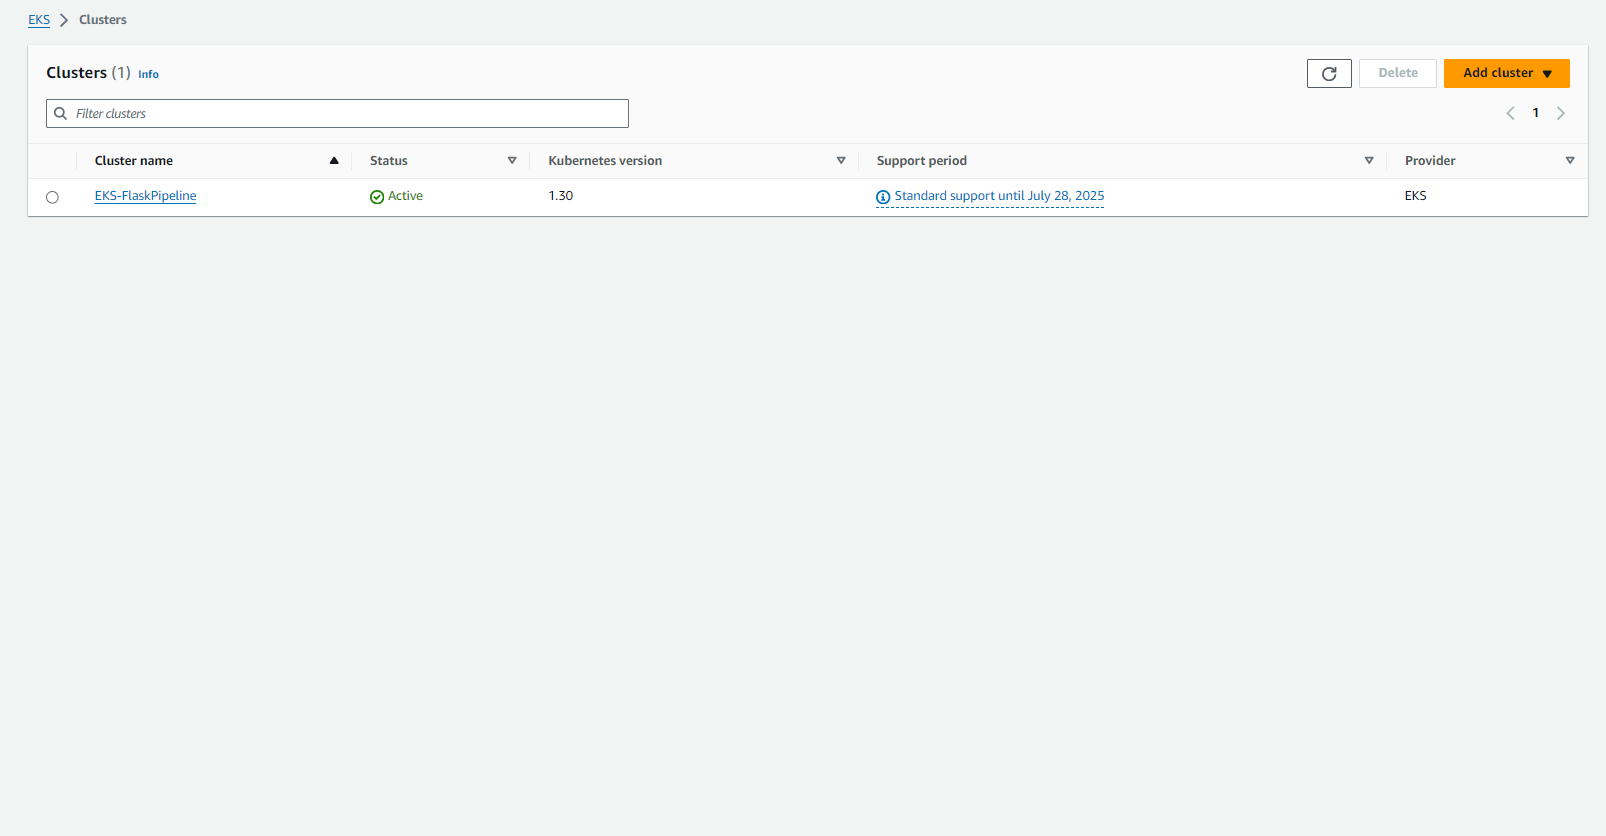 EKS Clusters
Clusters (1) Info
Delete
Add cluster
Filter clusters
1
Cluster name Status Kubernetes version Support period Provider
EKS-FlaskPipeline Active 1.30 Standard support until July 28, 2025 EKS